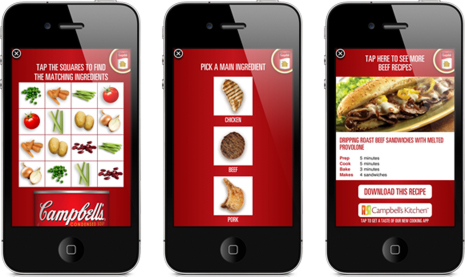 TAP THE SQUARES TO FIND
THE MATCHING INGREDIENTS
Campbell's
PICK A MAIN INGREDIENT
CHICKEN
BEEF
PORK
TAP HERE TO SEE MORE
BEEF RECIPES
DRIPPING ROAST BEEF SANDWICHES WITH MELTED
PROVOLONE
Prep 5 minutes
Cook 5 minutes
Bake 3 minutes
Makes 4 sandwiches
DOWNLOAD THIS RECIPE
Campbell's Kitchen
TAP TO GET A TASTE OF OUR NEW COOKING APP